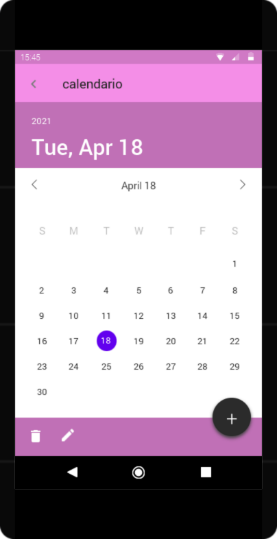 15:45
calendario
2021
Tue, Apr 18
April 18
S M T W T F S
1
2 3 4 5 6 7 8
9 10 11 12 13 14 15
16 17 18 19 20 21 22
23 24 25 26 27 28 29
30
+